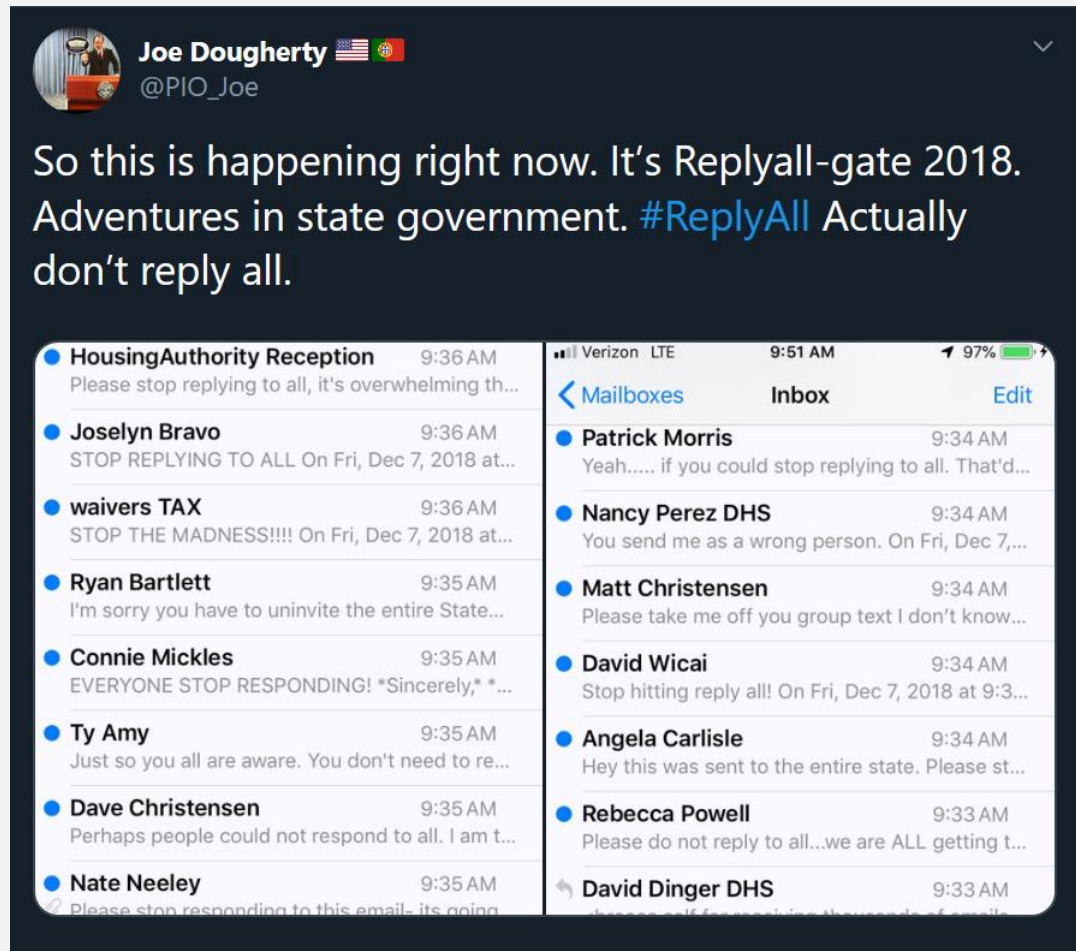 Joe Dougherty
@PIO_Joe
So this is happening right now. It’s Replyall-gate 2018.
Adventures in state government. #ReplyAll Actually
don’t reply all.
HousingAuthority Reception 9:36 AM
Please stop replying to all, it's overwhelming th...
Joselyn Bravo 9:36 AM
STOP REPLYING TO ALL On Fri, Dec 7, 2018 at...
waivers TAX 9:36 AM
STOP THE MADNESS!!!! On Fri, Dec 7, 2018 at...
Ryan Bartlett 9:35 AM
I'm sorry you have to uninvite the entire State...
Connie Mickles 9:35 AM
EVERYONE STOP RESPONDING! *Sincerely,* *...
Ty Amy 9:35 AM
Just so you all are aware. You don't need to re...
Dave Christensen 9:35 AM
Perhaps people could not respond to all. I am t...
Nate Neeley 9:35 AM
Please stop responding to this email- its going
Verizon LTE 9:51 AM 97%
Mailboxes Inbox Edit
Patrick Morris 9:34 AM
Yeah..... if you could stop replying to all. That'd...
Nancy Perez DHS 9:34 AM
You send me as a wrong person. On Fri, Dec 7,...
Matt Christensen 9:34 AM
Please take me off you group text I don’t know...
David Wicai 9:34 AM
Stop hitting reply all! On Fri, Dec 7, 2018 at 9:3...
Angela Carlisle 9:34 AM
Hey this was sent to the entire state. Please st...
Rebecca Powell 9:33 AM
Please do not reply to all...we are ALL getting t...
David Dinger DHS 9:33 AM